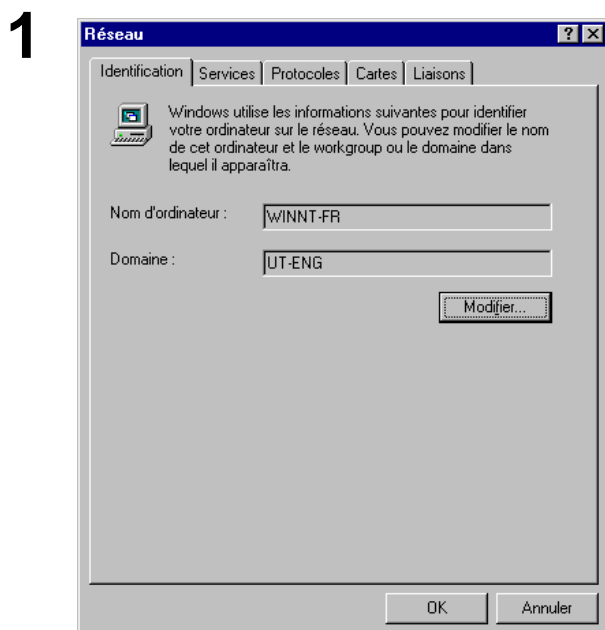 1
Réseau
Identification Services Protocoles Cartes Liaisons
Windows utilise les informations suivantes pour identifier
votre ordinateur sur le réseau. Vous pouvez modifier le nom
de cet ordinateur et le workgroup ou le domaine dans
lequel il apparaîtra.
Nom d'ordinateur : WINNT-FR
Domaine : UT-ENG
Modifier...
OK Annuler